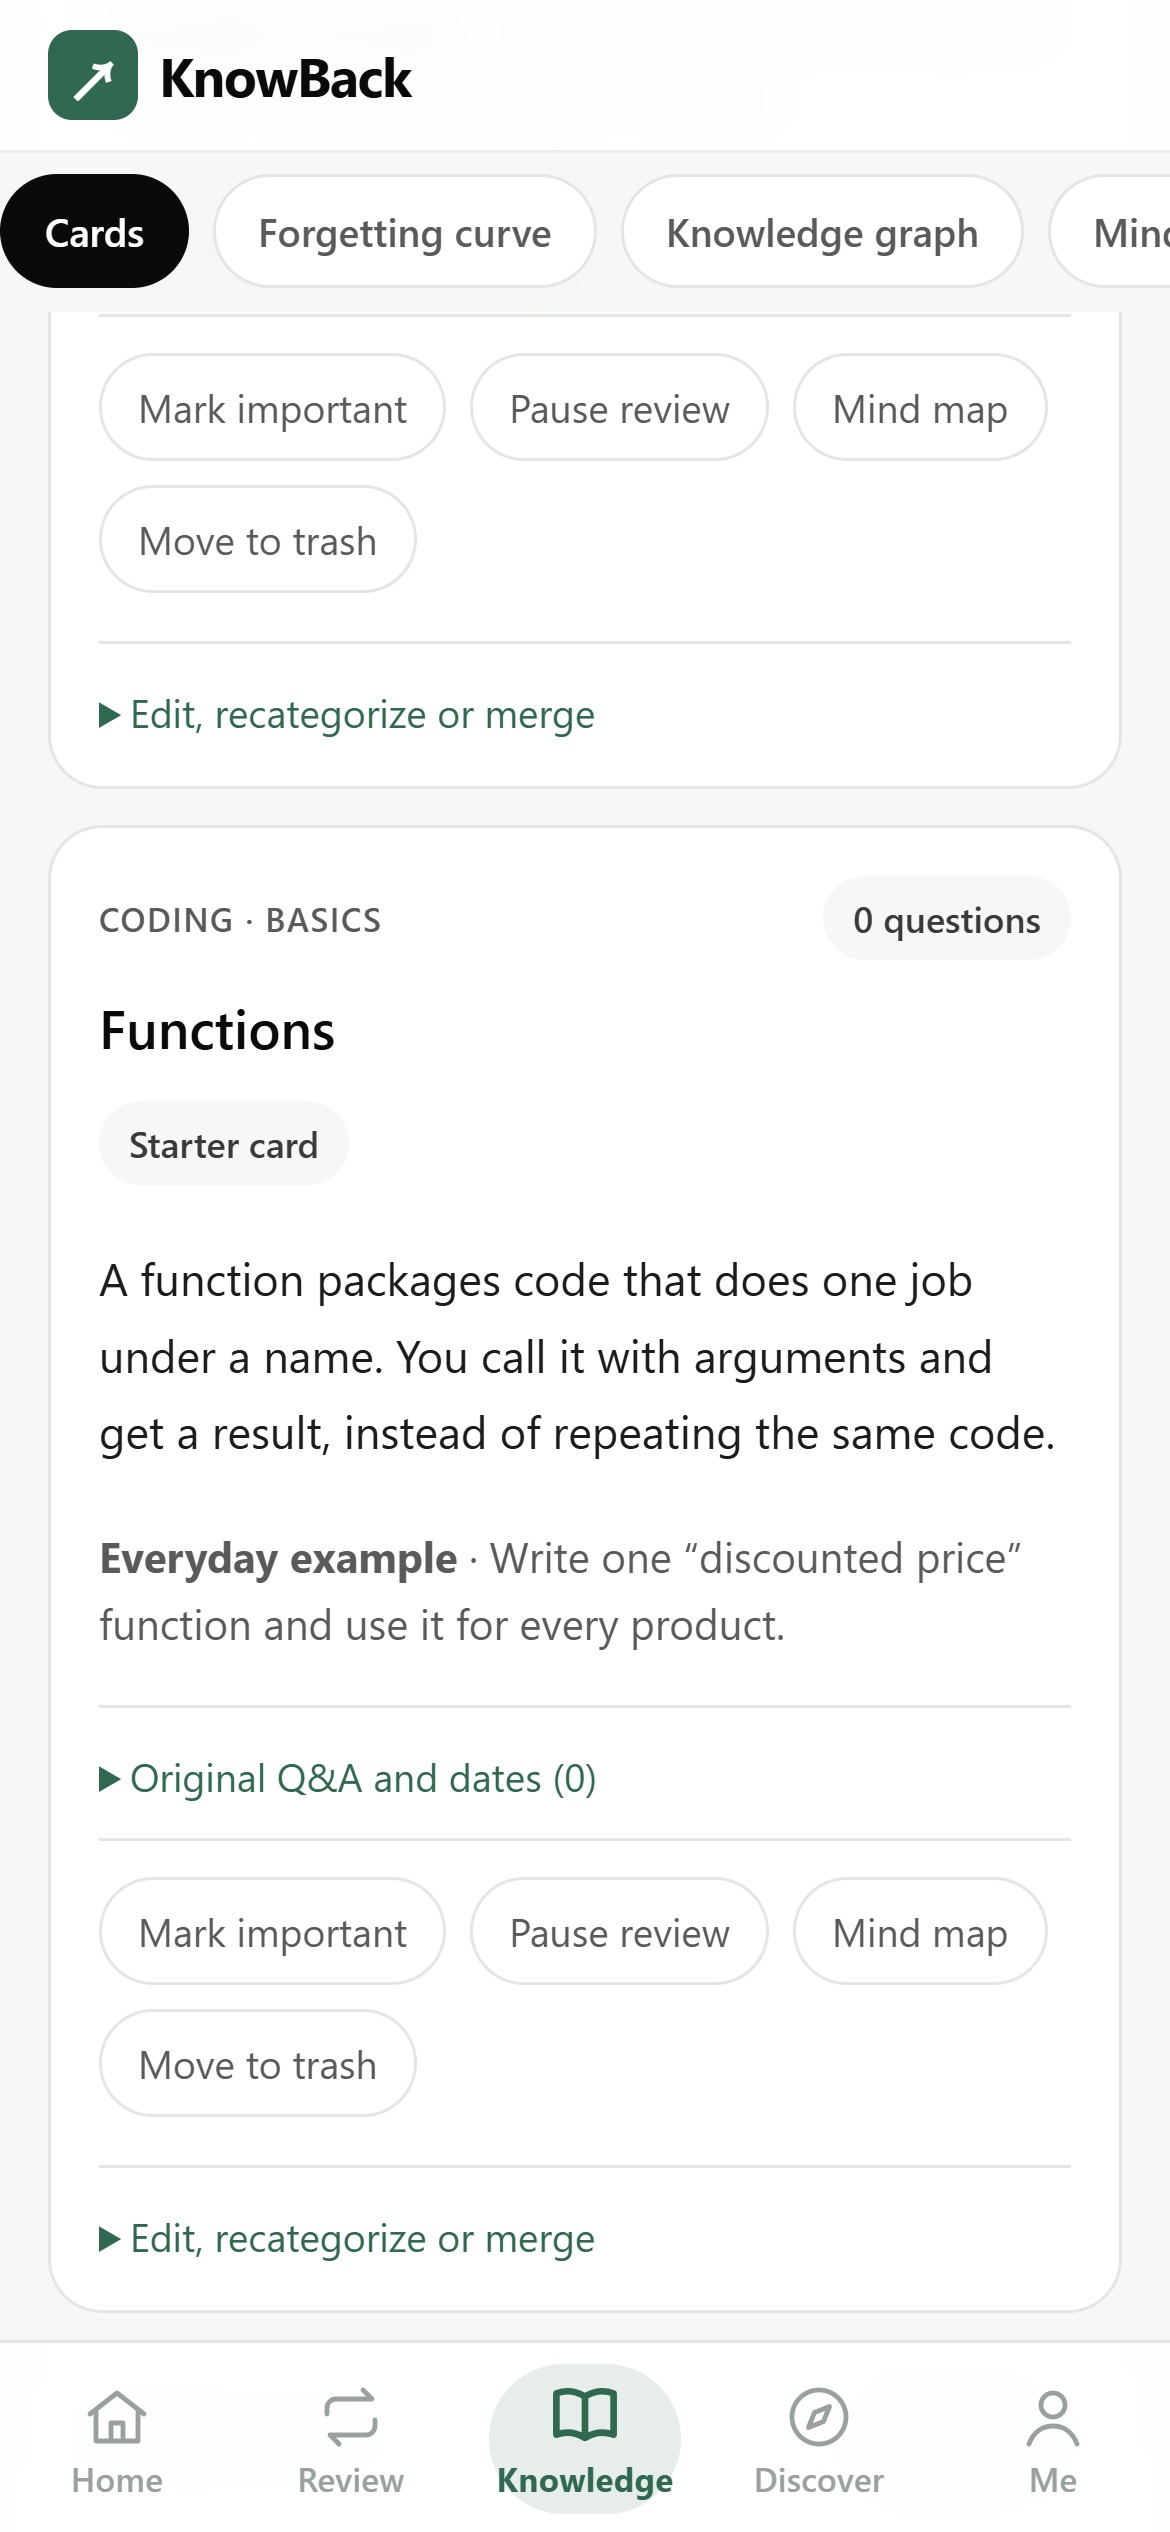 KnowBack
Cards
Forgetting curve
Knowledge graph
Mark important
Pause review
Mind map
Move to trash
Edit, recategorize or merge
CODING · BASICS
0 questions
Functions
Starter card
A function packages code that does one job
under a name. You call it with arguments and
get a result, instead of repeating the same code.
Everyday example · Write one “discounted price”
function and use it for every product.
Original Q&A and dates (0)
Mark important
Pause review
Mind map
Move to trash
Edit, recategorize or merge
Home
Review
Knowledge
Discover
Me